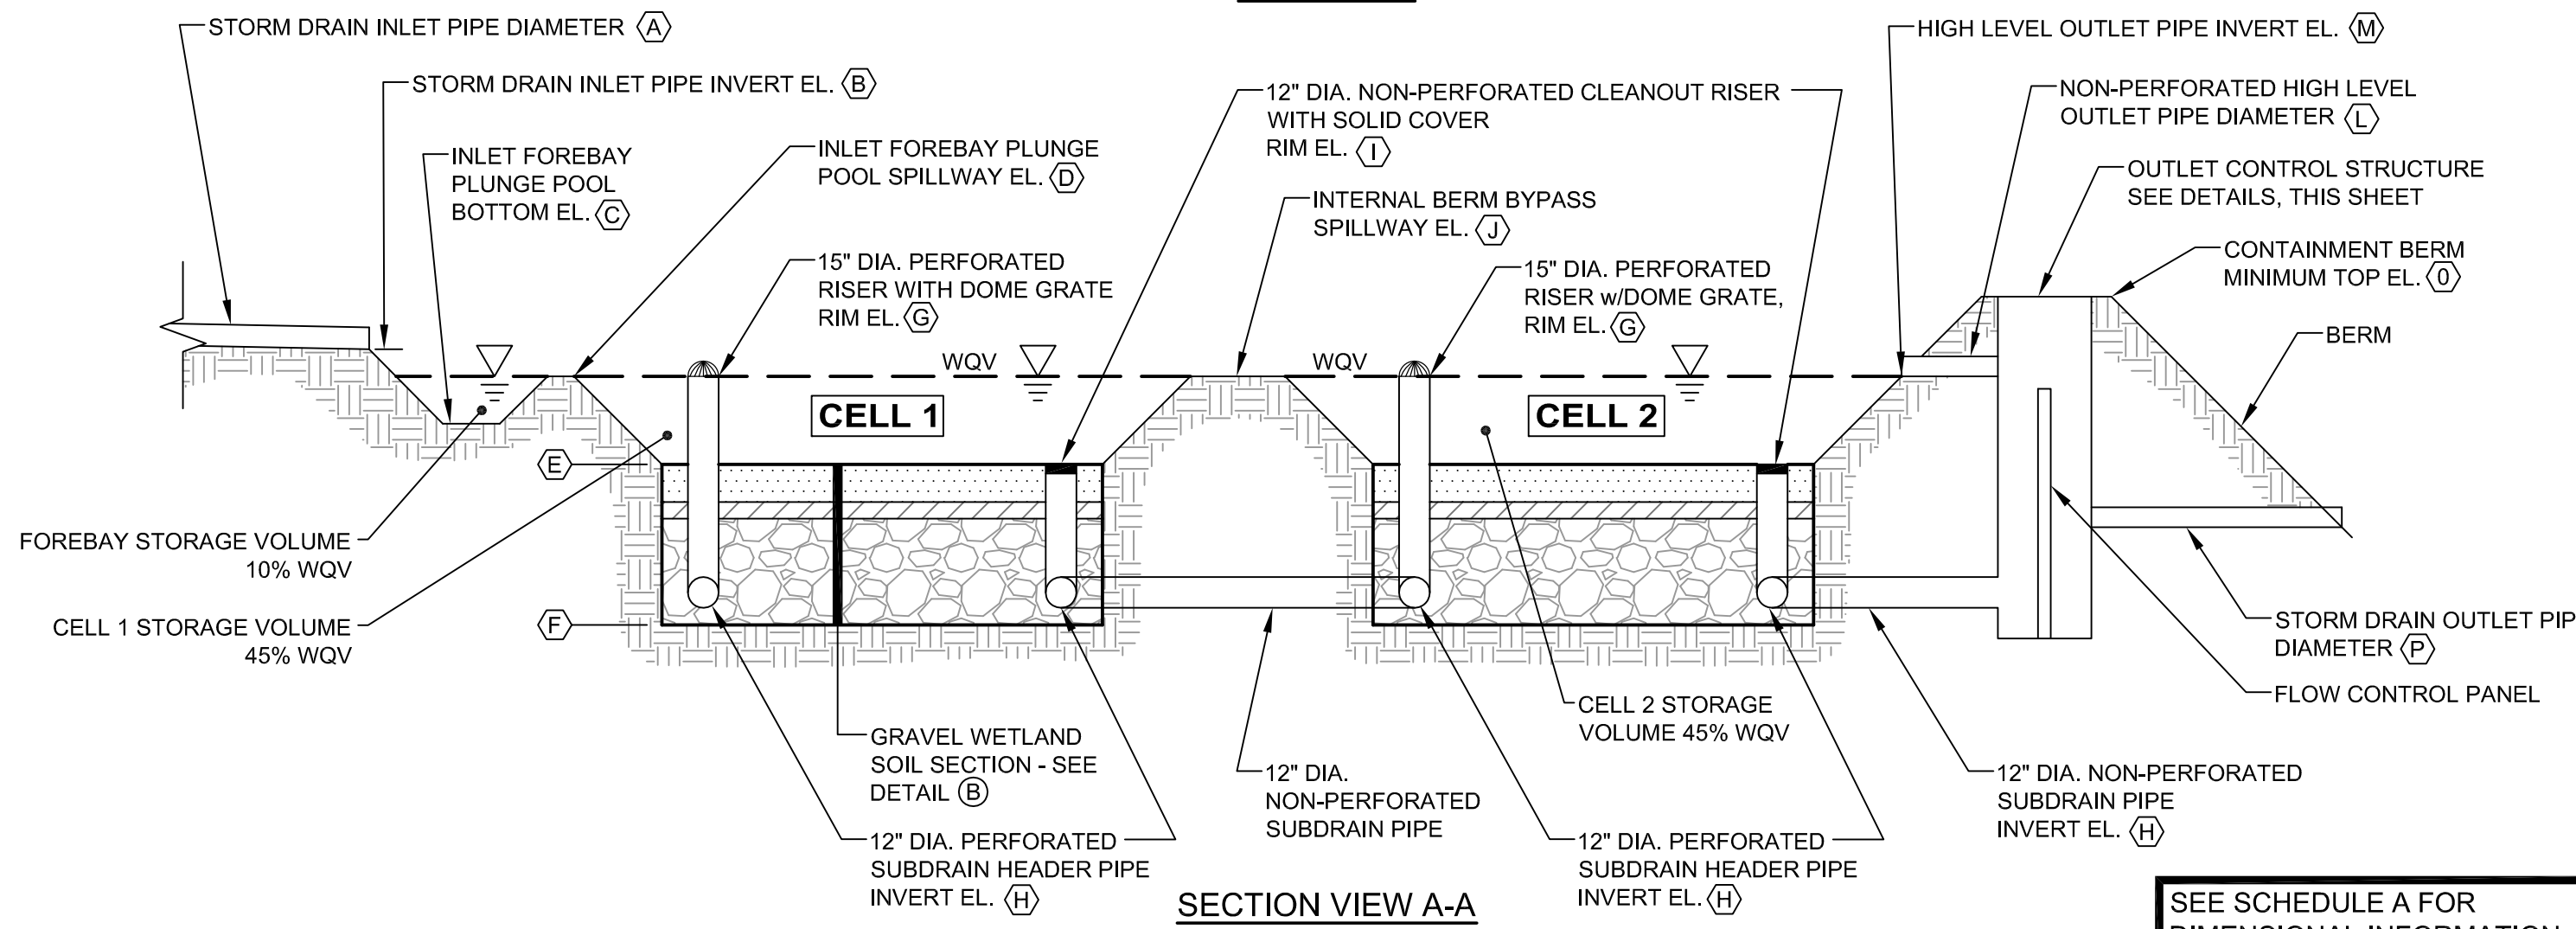 STORM DRAIN INLET PIPE DIAMETER A
STORM DRAIN INLET PIPE INVERT EL. B
INLET FOREBAY
PLUNGE POOL
BOTTOM EL. C
INLET FOREBAY PLUNGE
POOL SPILLWAY EL. D
15" DIA. PERFORATED
RISER WITH DOME GRATE
RIM EL. G
12" DIA. NON-PERFORATED CLEANOUT RISER
WITH SOLID COVER
RIM EL. I
INTERNAL BERM BYPASS
SPILLWAY EL. J
15" DIA. PERFORATED
RISER w/DOME GRATE,
RIM EL. G
HIGH LEVEL OUTLET PIPE INVERT EL. M
NON-PERFORATED HIGH LEVEL
OUTLET PIPE DIAMETER L
OUTLET CONTROL STRUCTURE
SEE DETAILS, THIS SHEET
CONTAINMENT BERM
MINIMUM TOP EL. 0
BERM
WQV
WQV
CELL 1
CELL 2
E
F
FOREBAY STORAGE VOLUME
10% WQV
CELL 1 STORAGE VOLUME
45% WQV
GRAVEL WETLAND
SOIL SECTION - SEE
DETAIL B
12" DIA. PERFORATED
SUBDRAIN HEADER PIPE
INVERT EL. H
12" DIA.
NON-PERFORATED
SUBDRAIN PIPE
CELL 2 STORAGE
VOLUME 45% WQV
12" DIA. PERFORATED
SUBDRAIN HEADER PIPE
INVERT EL. H
STORM DRAIN OUTLET PIP
DIAMETER P
FLOW CONTROL PANEL
12" DIA. NON-PERFORATED
SUBDRAIN PIPE
INVERT EL. H
SECTION VIEW A-A
SEE SCHEDULE A FOR
DIMENSIONAL INFORMATION